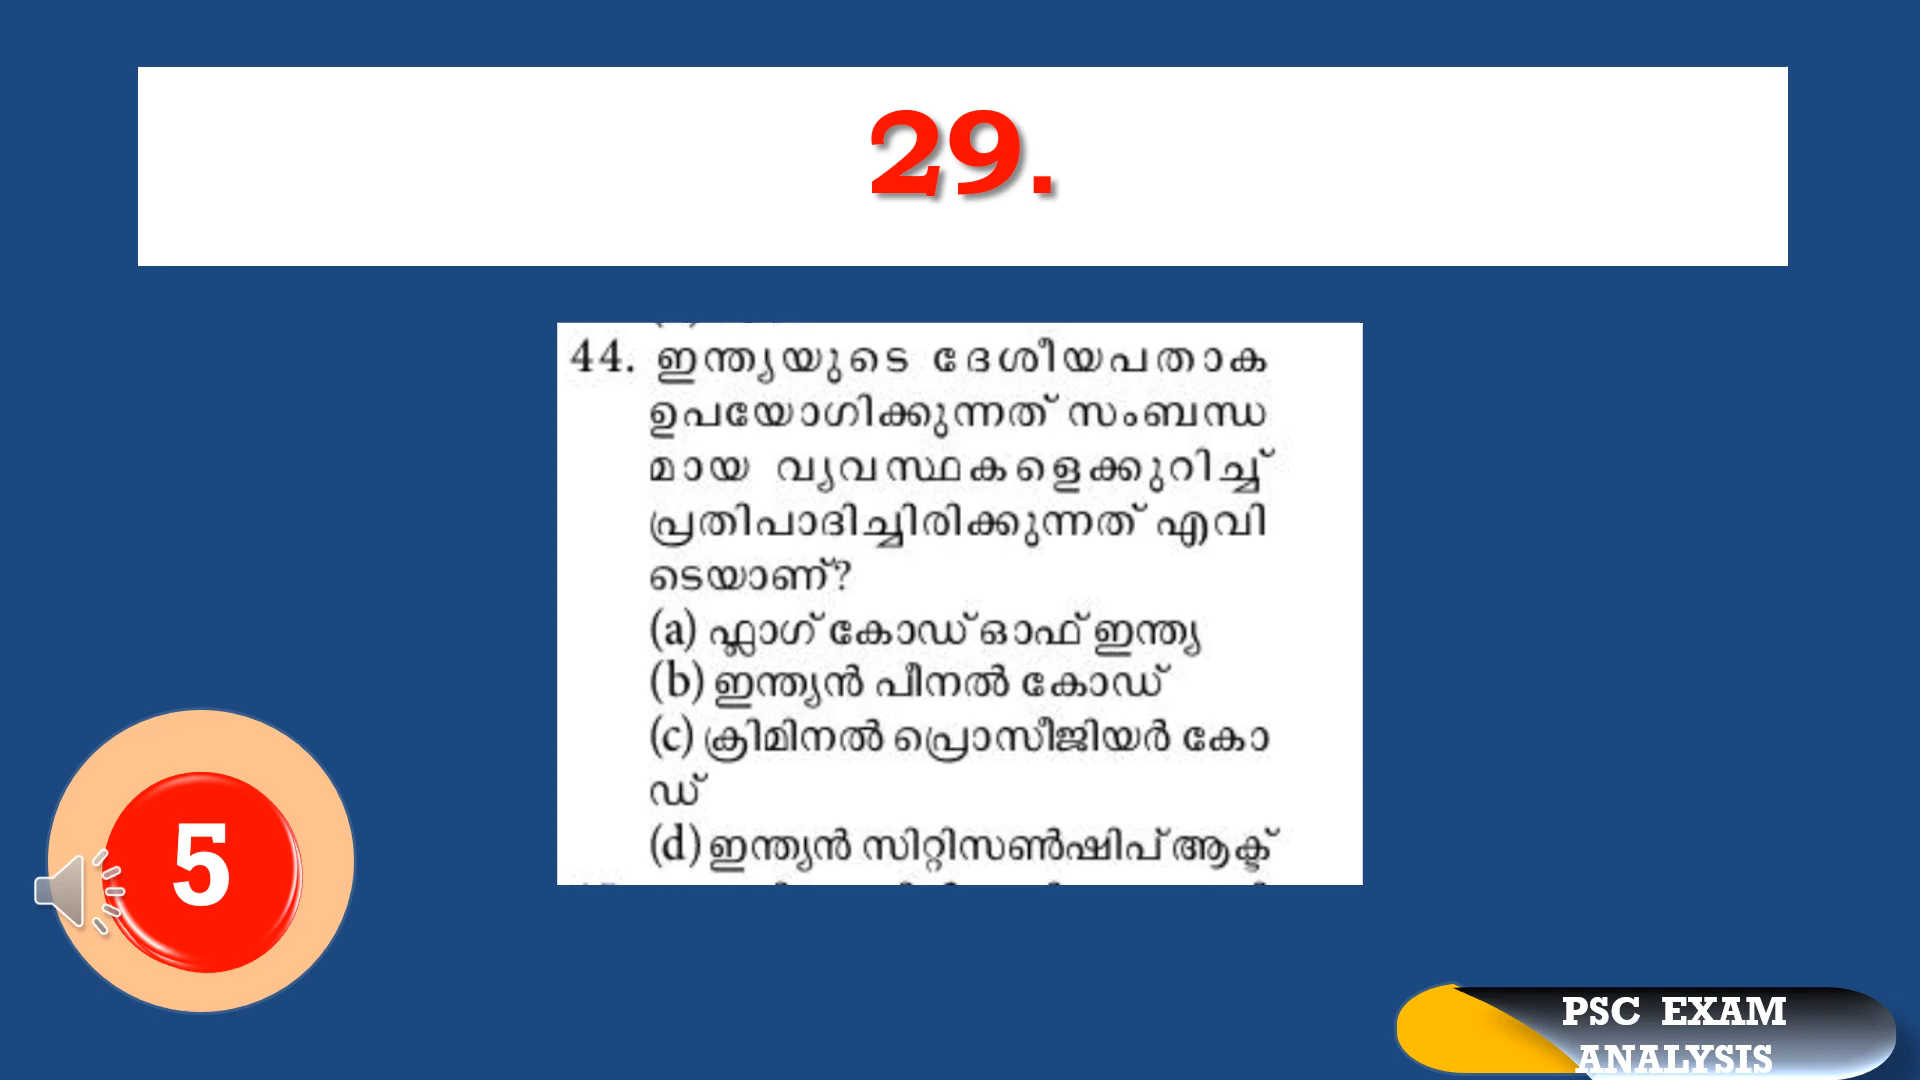 29.
44. ഇന്ത്യയുടെ ദേശീയപതാക
ഉപയോഗിക്കുന്നത് സംബന്ധ
മായ വ്യവസ്ഥകളെക്കുറിച്ച്
പ്രതിപാദിച്ചിരിക്കുന്നത് എവി
ടെയാണ്?
(a) ഫ്ലാഗ് കോഡ് ഓഫ് ഇന്ത്യ
(b) ഇന്ത്യൻ പീനൽ കോഡ്
(c) ക്രിമിനൽ പ്രൊസീജിയർ കോ
ഡ്
(d) ഇന്ത്യൻ സിറ്റിസൺഷിപ് ആക്ട്
5
PSC EXAM
ANALYSIS